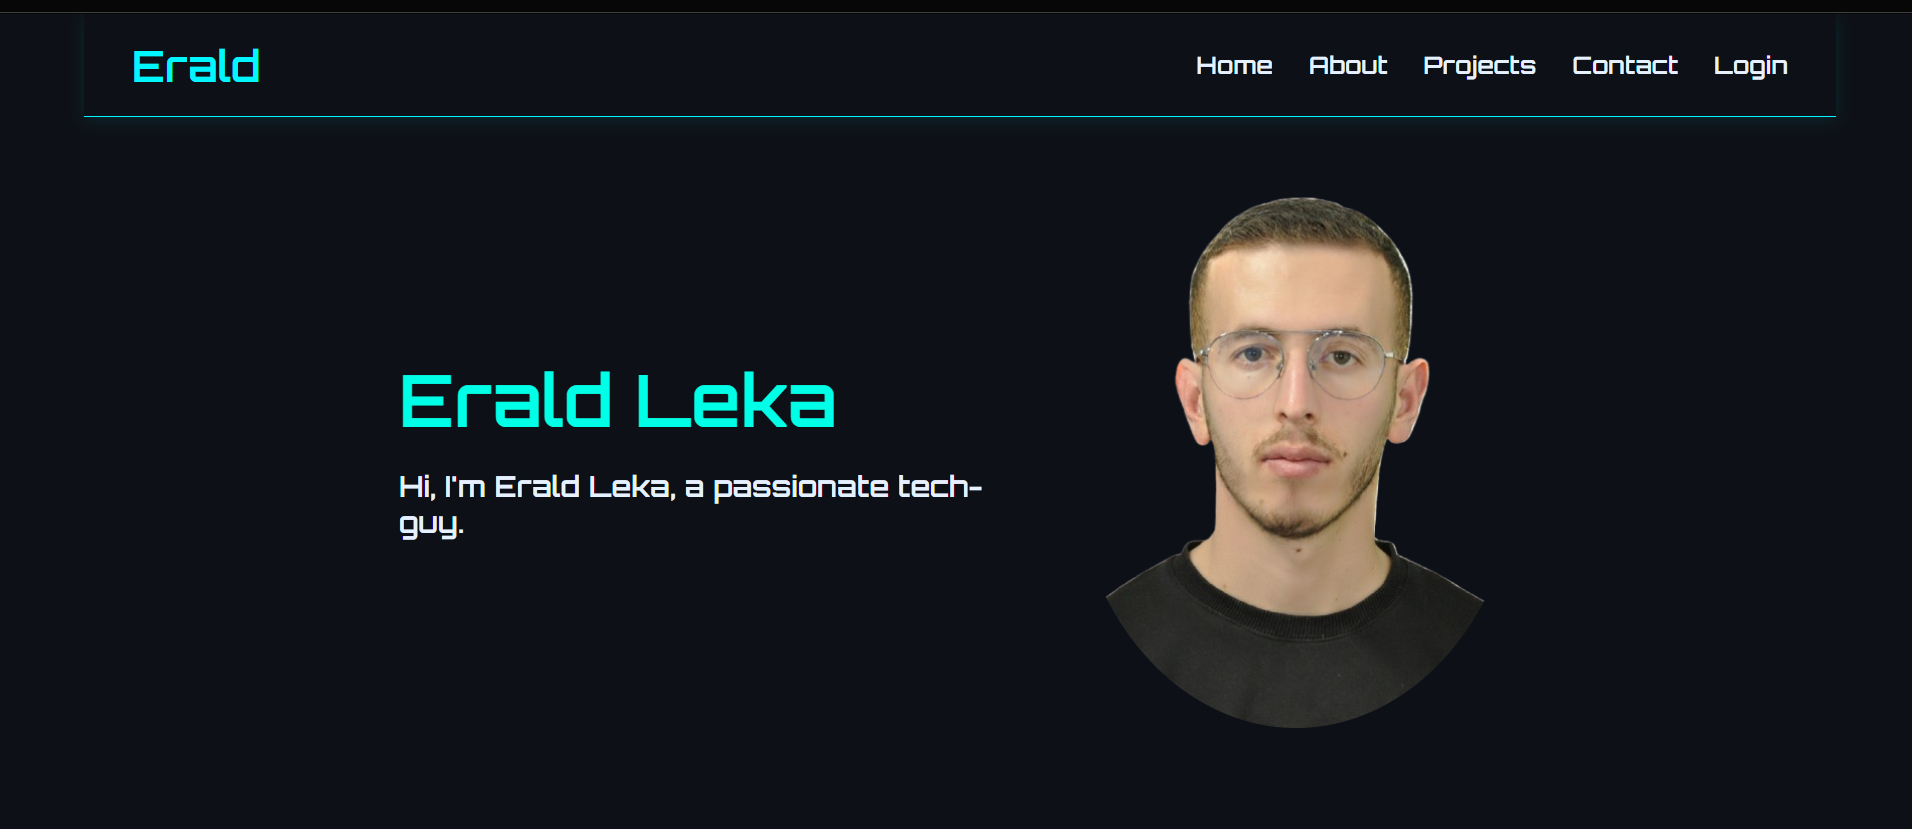 Erald
Home About Projects Contact Login
Erald Leka
Hi, I'm Erald Leka, a passionate tech-
guy.